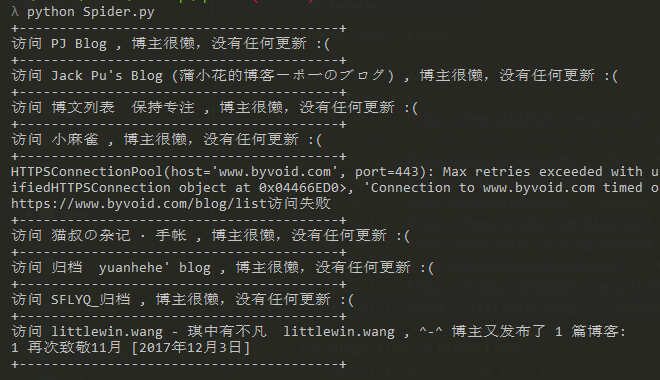 λ python Spider.py
+---------------------------------------+
访问 PJ Blog , 博主很懒，没有任何更新 :(
+---------------------------------------+
访问 Jack Pu's Blog (蒲小花的博客ーポーのブログ) , 博主很懒，没有任何更新 :(
+---------------------------------------+
访问 博文列表  保持专注 , 博主很懒，没有任何更新 :(
+---------------------------------------+
访问 小麻雀 , 博主很懒，没有任何更新 :(
+---------------------------------------+
HTTPSConnectionPool(host='www.byvoid.com', port=443): Max retries exceeded with u
ifiedHTTPSConnection object at 0x04466ED0>, 'Connection to www.byvoid.com timed o
https://www.byvoid.com/blog/list访问失败
+---------------------------------------+
访问 猫叔の杂记 · 手帐 , 博主很懒，没有任何更新 :(
+---------------------------------------+
访问 归档  yuanhehe' blog , 博主很懒，没有任何更新 :(
+---------------------------------------+
访问 SFLYQ_归档 , 博主很懒，没有任何更新 :(
+---------------------------------------+
访问 littlewin.wang - 琪中有不凡  littlewin.wang , ^-^ 博主又发布了 1 篇博客:
1 再次致敬11月 [2017年12月3日]
+---------------------------------------+